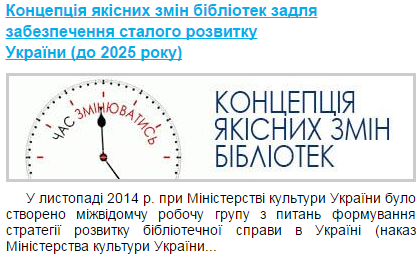 Концепція якісних змін бібліотек задля
забезпечення сталого розвитку
України (до 2025 року)
ЧАС ЗМІНЮВАТИСЬ
КОНЦЕПЦІЯ
ЯКІСНИХ ЗМІН
БІБЛІОТЕК
У листопаді 2014 р. при Міністерстві культури України було
створено міжвідомчу робочу групу з питань формування
стратегії розвитку бібліотечної справи в Україні (наказ
Міністерства культури України...